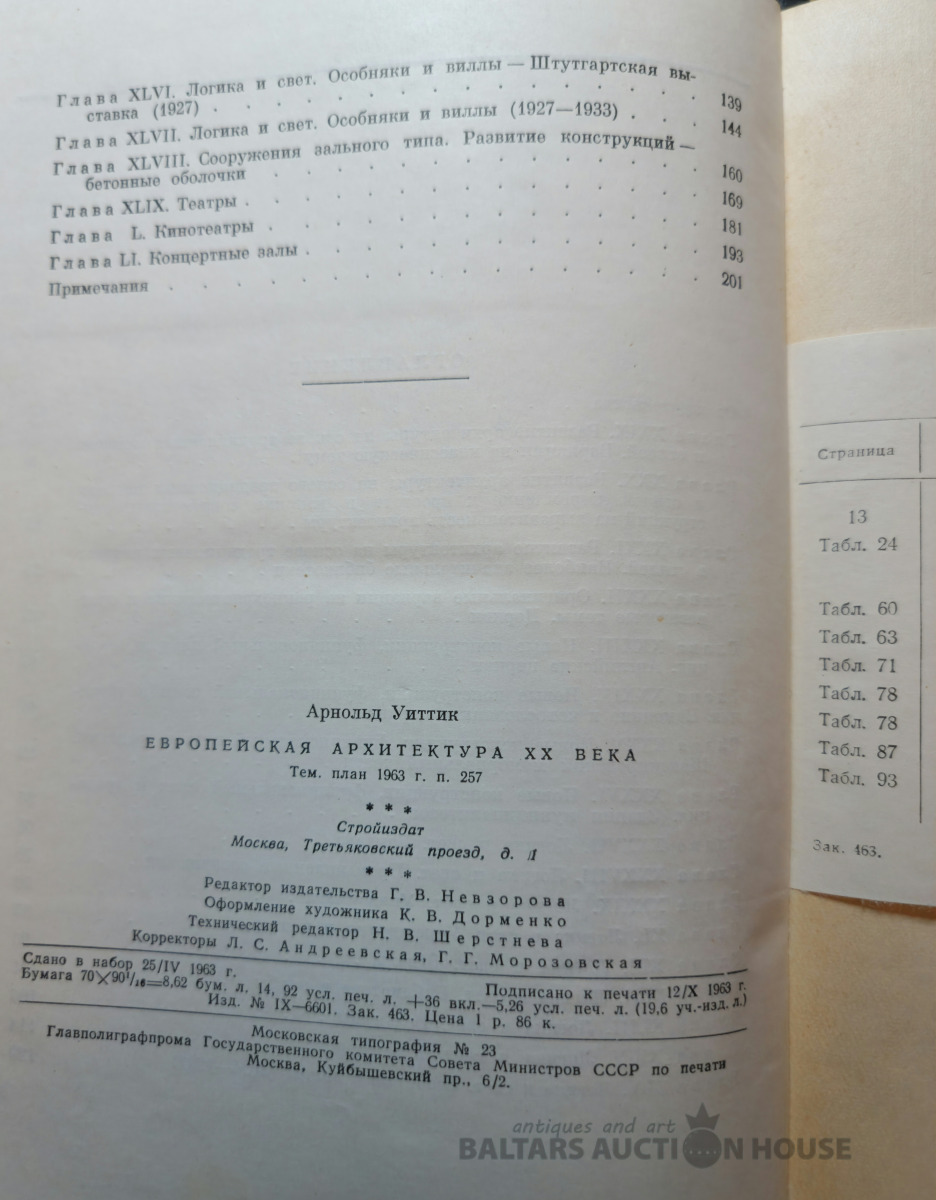 Глава XLVI. Логика и свет. Особняки и виллы — Штутгартская вы-
ставка (1927) . . . . . . . . . . . . . 139
Глава XLVII. Логика и свет. Особняки и виллы (1927—1933) . . . 144
Глава XLVIII. Сооружения зального типа. Развитие конструкций —
бетонные оболочки . . . . . . . . . . . . 160
Глава XLIX. Театры . . . . . . . . . . . . . 169
Глава L. Кинотеатры . . . . . . . . . . . . 181
Глава LI. Концертные залы . . . . . . . . . . . 193
Примечания . . . . . . . . . . . . . . . 201
Арнольд Уиттик
ЕВРОПЕЙСКАЯ АРХИТЕКТУРА XX ВЕКА
Тем. план 1963 г. п. 257
* * *
Стройиздат
Москва, Третьяковский проезд, д. 1
* * *
Редактор издательства Г. В. Невзорова
Оформление художника К. В. Дорменко
Технический редактор Н. В. Шерстнева
Корректоры Л. С. Андреевская, Г. Г. Морозовская
Сдано в набор 25/IV 1963 г. Подписано к печати 12/X 1963 г.
Бумага 70×90¹/₁₆=8,62 бум. л. 14, 92 усл. печ. л. +36 вкл.—5,26 усл. печ. л. (19,6 уч.-изд. л.)
Изд. № IX—6601. Зак. 463. Цена 1 р. 86 к.
Московская типография № 23
Главполиграфпрома Государственного комитета Совета Министров СССР по печати
Москва, Куйбышевский пр., 6/2.
Страница
13
Табл. 24
Табл. 60
Табл. 63
Табл. 71
Табл. 78
Табл. 78
Табл. 87
Табл. 93
Зак. 463.
antiques and art
BALTARS AUCTION HOUSE